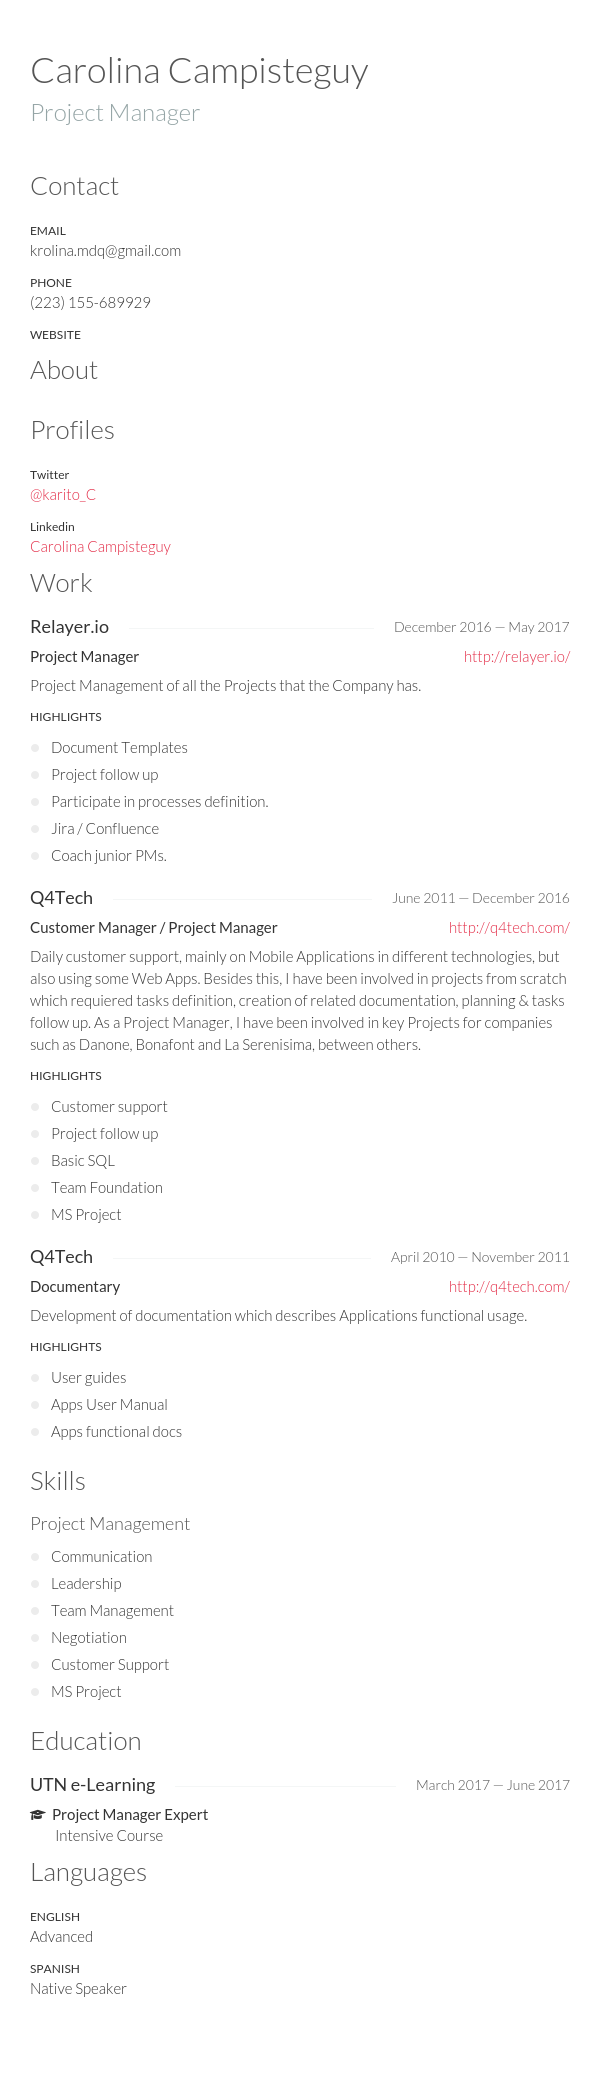 Carolina Campisteguy
Project Manager
Contact
EMAIL
krolina.mdq@gmail.com
PHONE
(223) 155-689929
WEBSITE
About
Profiles
Twitter
@karito_C
Linkedin
Carolina Campisteguy
Work
Relayer.io December 2016 — May 2017
Project Manager http://relayer.io/
Project Management of all the Projects that the Company has.
HIGHLIGHTS
Document Templates
Project follow up
Participate in processes definition.
Jira / Confluence
Coach junior PMs.
Q4Tech June 2011 — December 2016
Customer Manager / Project Manager http://q4tech.com/
Daily customer support, mainly on Mobile Applications in different technologies, but
also using some Web Apps. Besides this, I have been involved in projects from scratch
which requiered tasks definition, creation of related documentation, planning & tasks
follow up. As a Project Manager, I have been involved in key Projects for companies
such as Danone, Bonafont and La Serenisima, between others.
HIGHLIGHTS
Customer support
Project follow up
Basic SQL
Team Foundation
MS Project
Q4Tech April 2010 — November 2011
Documentary http://q4tech.com/
Development of documentation which describes Applications functional usage.
HIGHLIGHTS
User guides
Apps User Manual
Apps functional docs
Skills
Project Management
Communication
Leadership
Team Management
Negotiation
Customer Support
MS Project
Education
UTN e-Learning March 2017 — June 2017
Project Manager Expert
Intensive Course
Languages
ENGLISH
Advanced
SPANISH
Native Speaker